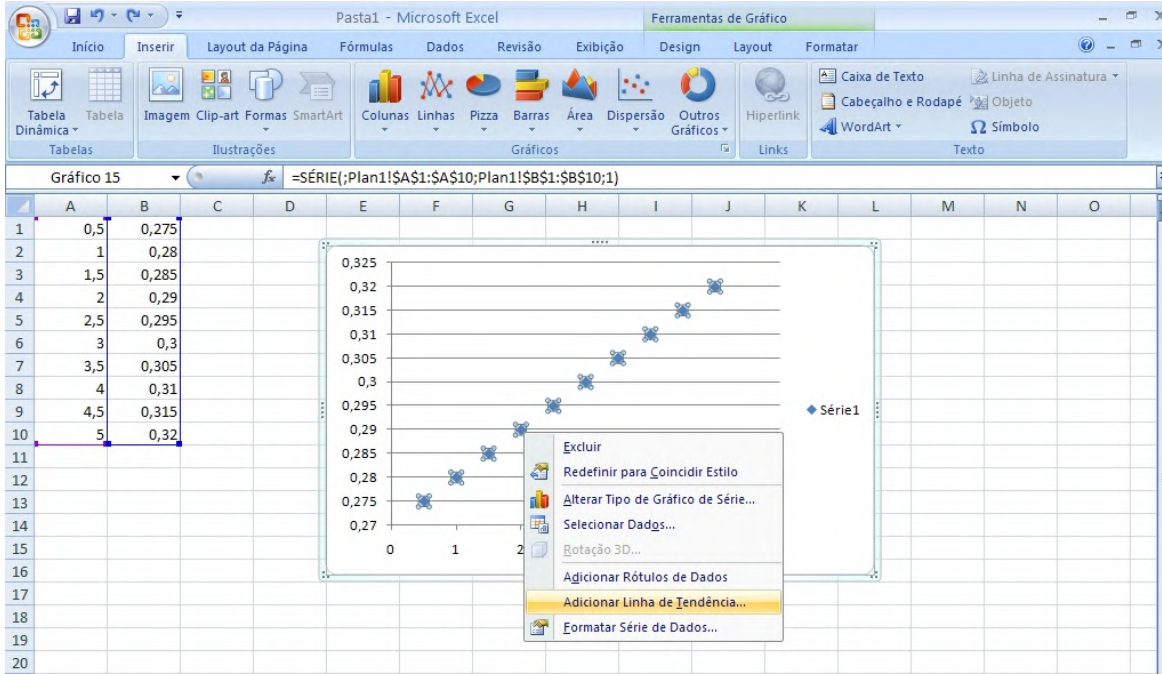 Pasta1 - Microsoft Excel Ferramentas de Gráfico
Início Inserir Layout da Página Fórmulas Dados Revisão Exibição Design Layout Formatar
Tabela Dinâmica
Tabela
Imagem
Clip-art
Formas
SmartArt
Colunas
Linhas
Pizza
Barras
Área
Dispersão
Outros Gráficos
Hiperlink
Caixa de Texto
Cabeçalho e Rodapé
WordArt
Linha de Assinatura
Objeto
Símbolo
Tabelas Ilustrações Gráficos Links Texto
Gráfico 15 fx =SÉRIE(;Plan1!$A$1:$A$10;Plan1!$B$1:$B$10;1)
A B C D E F G H I J K L M N O
1 0,5 0,275
2 1 0,28
3 1,5 0,285
4 2 0,29
5 2,5 0,295
6 3 0,3
7 3,5 0,305
8 4 0,31
9 4,5 0,315
10 5 0,32
11
12
13
14
15
16
17
18
19
20
0,325
0,32
0,315
0,31
0,305
0,3
0,295
0,29
0,285
0,28
0,275
0,27
0 1 2
Série1
Excluir
Redefinir para Coincidir Estilo
Alterar Tipo de Gráfico de Série...
Selecionar Dados...
Rotação 3D...
Adicionar Rótulos de Dados
Adicionar Linha de Tendência...
Formatar Série de Dados...